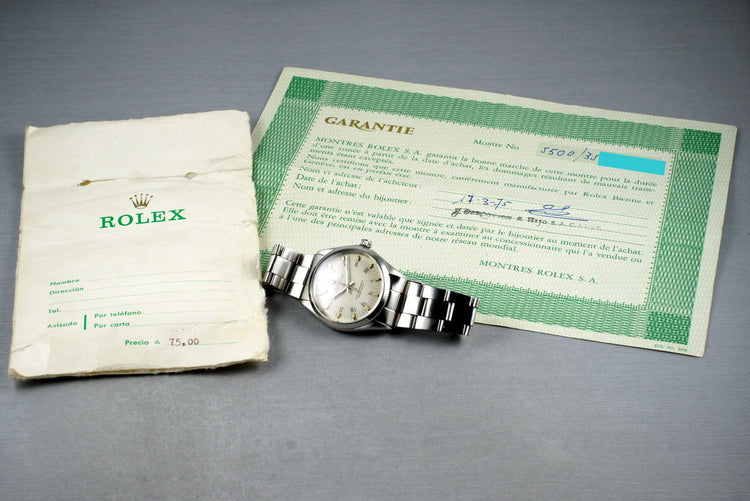 ROLEX
Nombre
Dirección
Tel.
Avisado
Por teléfono
Por carta
Precio A 75,00
GARANTIE
Montre No 5500/35
MONTRES ROLEX S.A. garantit la bonne marche de cette montre pour la durée
d'une année à partir de la date d'achat, les dommages résultant de mauvais traite-
ments étant exceptés.
Nous certifions que cette montre, entièrement manufacturée par Rolex Bienne et
Genève, est en parfait état.
Nom et adresse de l'acheteur:
Date de l'achat: 17.3.75
Nom et adresse du bijoutier:
Cette garantie n'est valable que signée et datée par le bijoutier au moment de l'achat.
Elle doit être remise avec la montre à examiner au concessionnaire qui l'a vendue ou
à l'une des principales adresses de notre réseau mondial.
MONTRES ROLEX S.A.